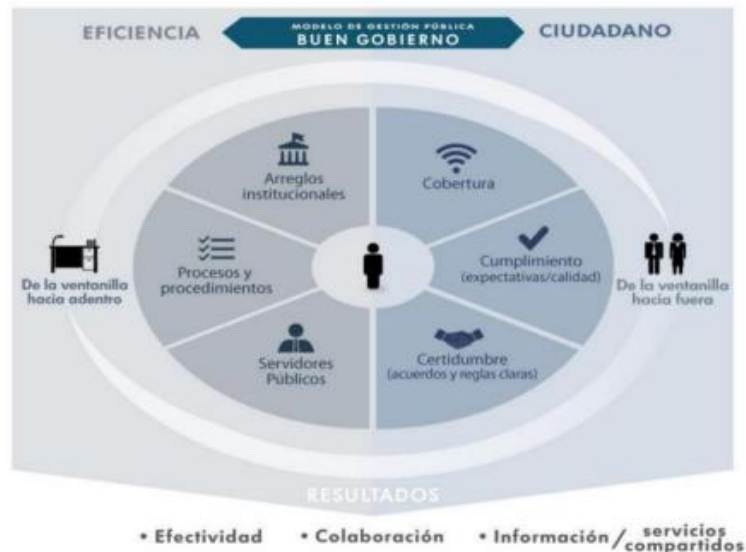 MODELO DE GESTIÓN PÚBLICA
EFICIENCIA
BUEN GOBIERNO
CIUDADANO
Arreglos
institucionales
Cobertura
Procesos y
procedimientos
Cumplimiento
(expectativas/calidad)
De la ventanilla
hacia adentro
De la ventanilla
hacia fuera
Servidores
Públicos
Certidumbre
(acuerdos y reglas claras)
RESULTADOS
• Efectividad
• Colaboración
• Información / servicios
compartidos